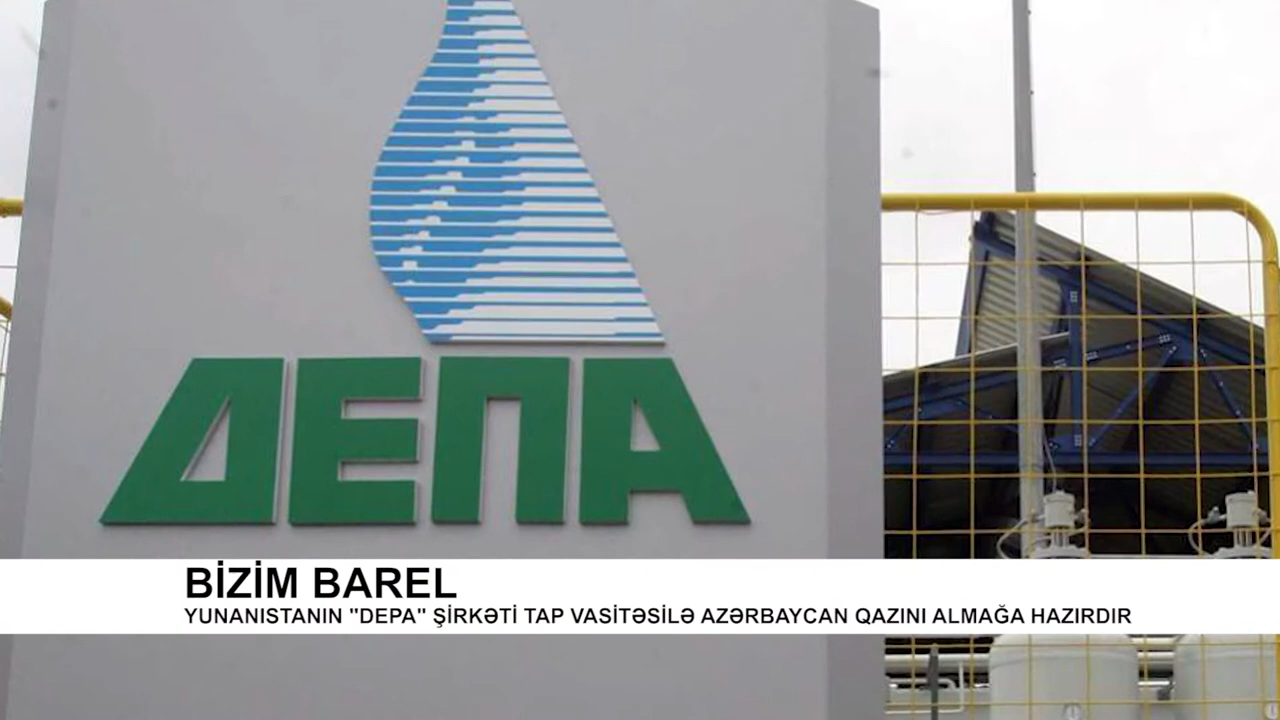 ΔΕΠΑ
BİZİM BAREL
YUNANISTANIN "DEPA" ŞİRKƏTİ TAP VASİTƏSİLƏ AZƏRBAYCAN QAZINI ALMAĞA HAZIRDIR